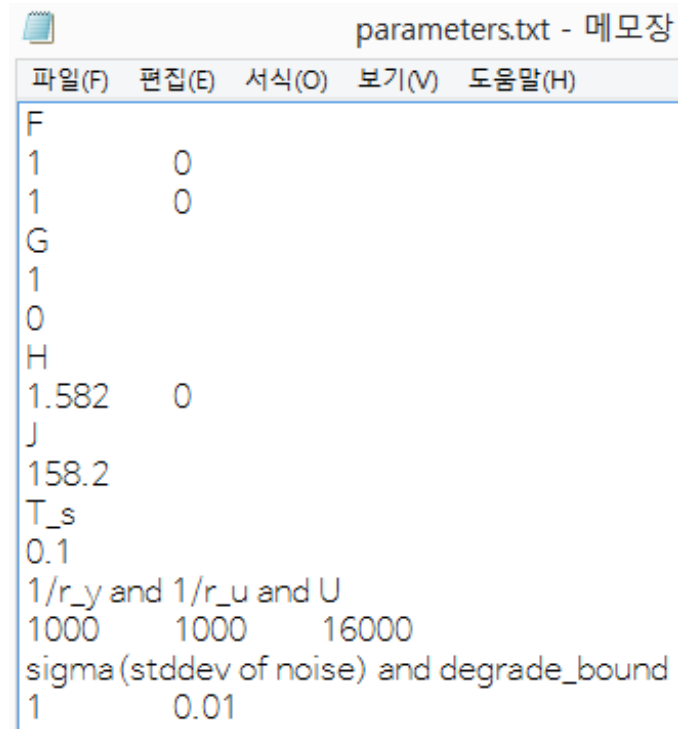 parameters.txt - 메모장
파일(F) 편집(E) 서식(O) 보기(V) 도움말(H)
F
1 0
1 0
G
1
0
H
1.582 0
J
158.2
T_s
0.1
1/r_y and 1/r_u and U
1000 1000 16000
sigma (stddev of noise) and degrade_bound
1 0.01